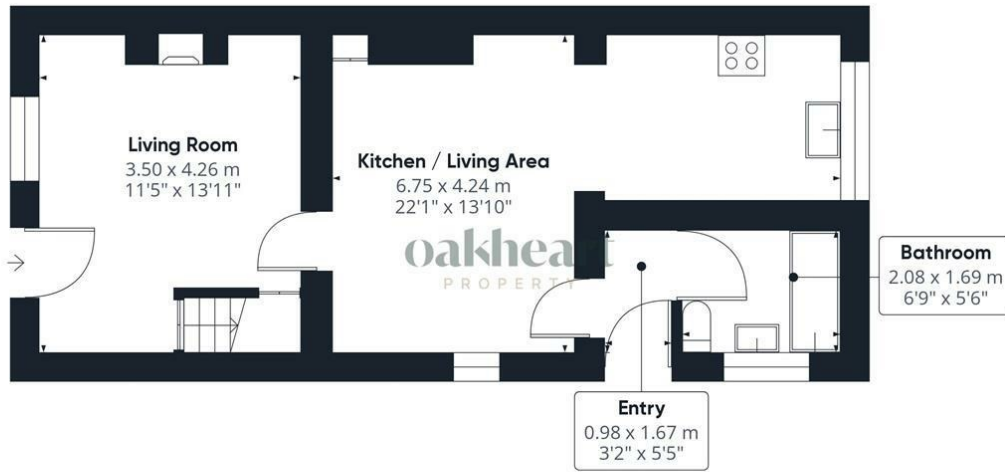 Living Room
3.50 x 4.26 m
11'5" x 13'11"
Kitchen / Living Area
6.75 x 4.24 m
22'1" x 13'10"
oakheart
PROPERTY
Bathroom
2.08 x 1.69 m
6'9" x 5'6"
Entry
0.98 x 1.67 m
3'2" x 5'5"